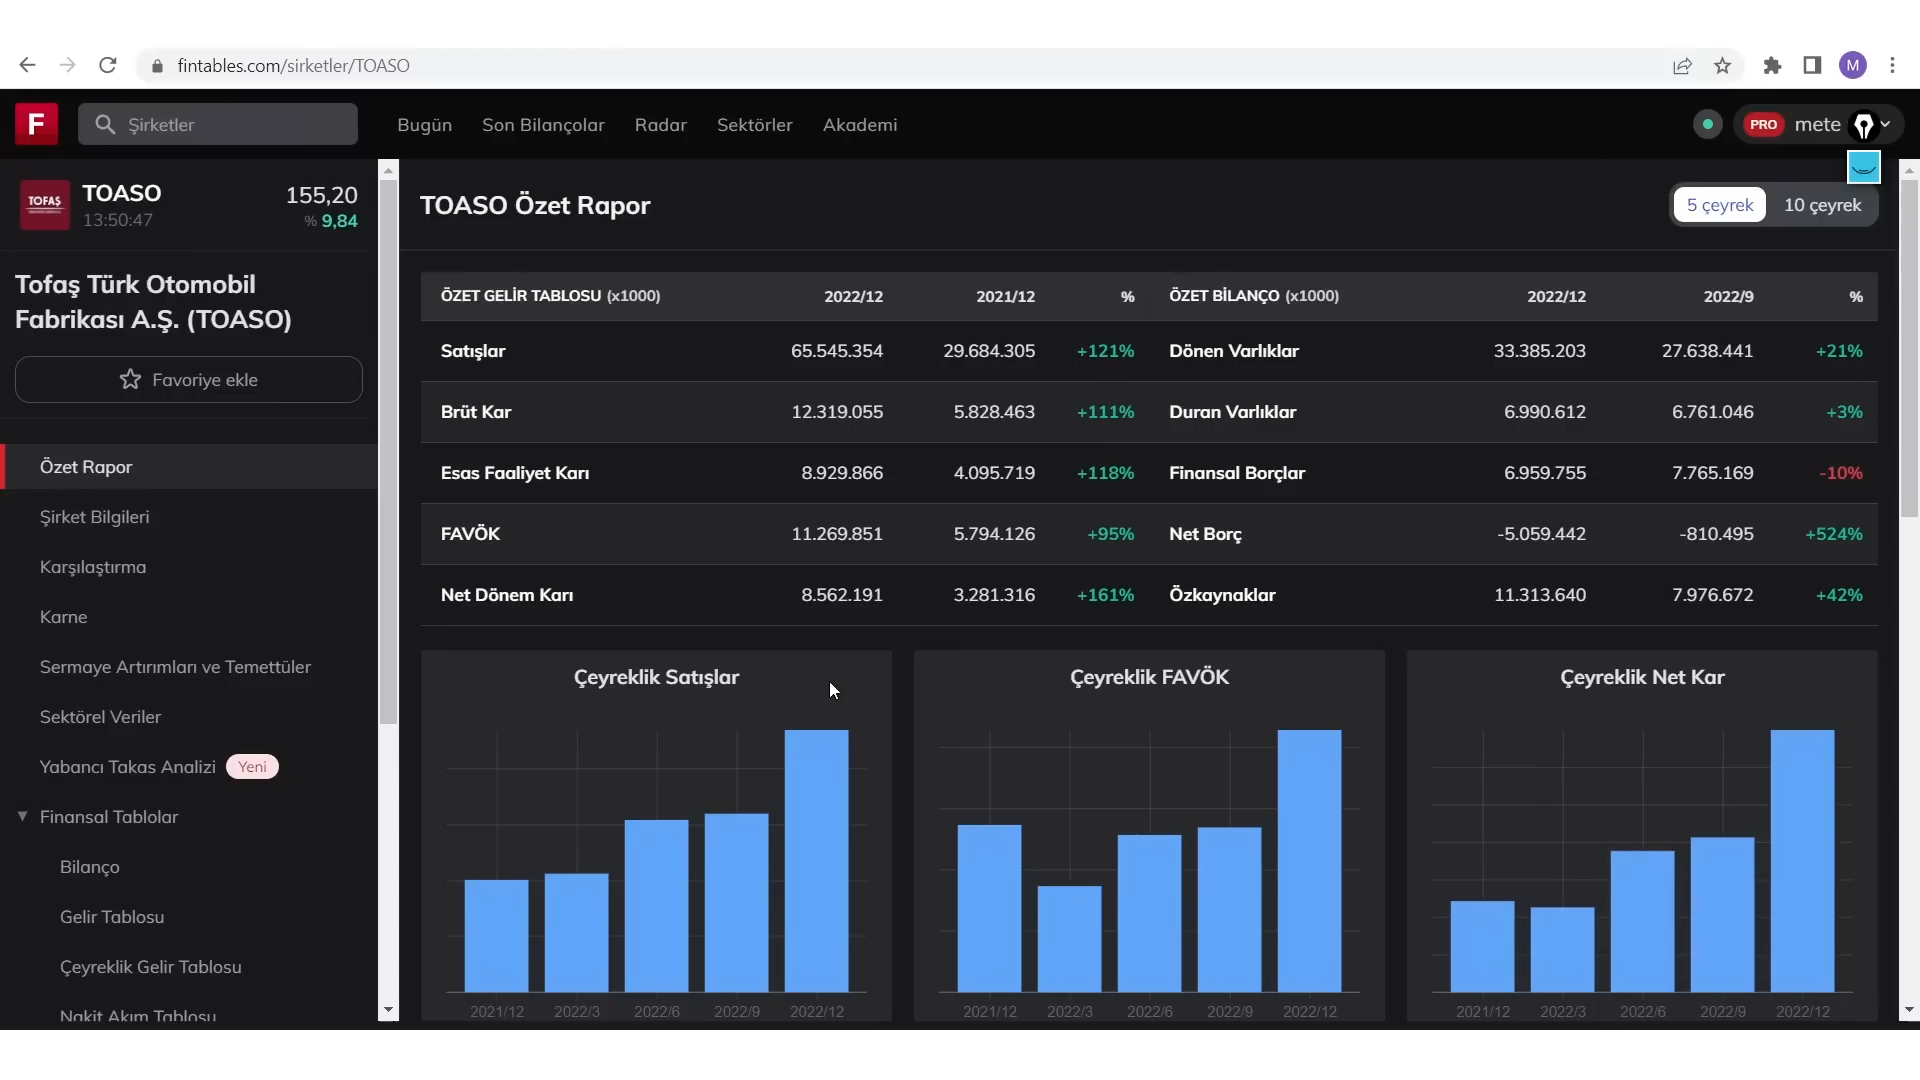 fintables.com/sirketler/TOASO
M
F
Şirketler
Bugün Son Bilançolar Radar Sektörler Akademi
PRO mete
TOFAŞ
TOASO 155,20
13:50:47 % 9,84
Tofaş Türk Otomobil
Fabrikası A.Ş. (TOASO)
Favoriye ekle
Özet Rapor
Şirket Bilgileri
Karşılaştırma
Karne
Sermaye Artırımları ve Temettüler
Sektörel Veriler
Yabancı Takas Analizi Yeni
Finansal Tablolar
Bilanço
Gelir Tablosu
Çeyreklik Gelir Tablosu
Nakit Akım Tablosu
TOASO Özet Rapor
5 çeyrek 10 çeyrek
ÖZET GELİR TABLOSU (x1000) 2022/12 2021/12 % ÖZET BİLANÇO (x1000) 2022/12 2022/9 %
Satışlar 65.545.354 29.684.305 +121% Dönen Varlıklar 33.385.203 27.638.441 +21%
Brüt Kar 12.319.055 5.828.463 +111% Duran Varlıklar 6.990.612 6.761.046 +3%
Esas Faaliyet Karı 8.929.866 4.095.719 +118% Finansal Borçlar 6.959.755 7.765.169 -10%
FAVÖK 11.269.851 5.794.126 +95% Net Borç -5.059.442 -810.495 +524%
Net Dönem Karı 8.562.191 3.281.316 +161% Özkaynaklar 11.313.640 7.976.672 +42%
Çeyreklik Satışlar
2021/12 2022/3 2022/6 2022/9 2022/12
Çeyreklik FAVÖK
2021/12 2022/3 2022/6 2022/9 2022/12
Çeyreklik Net Kar
2021/12 2022/3 2022/6 2022/9 2022/12